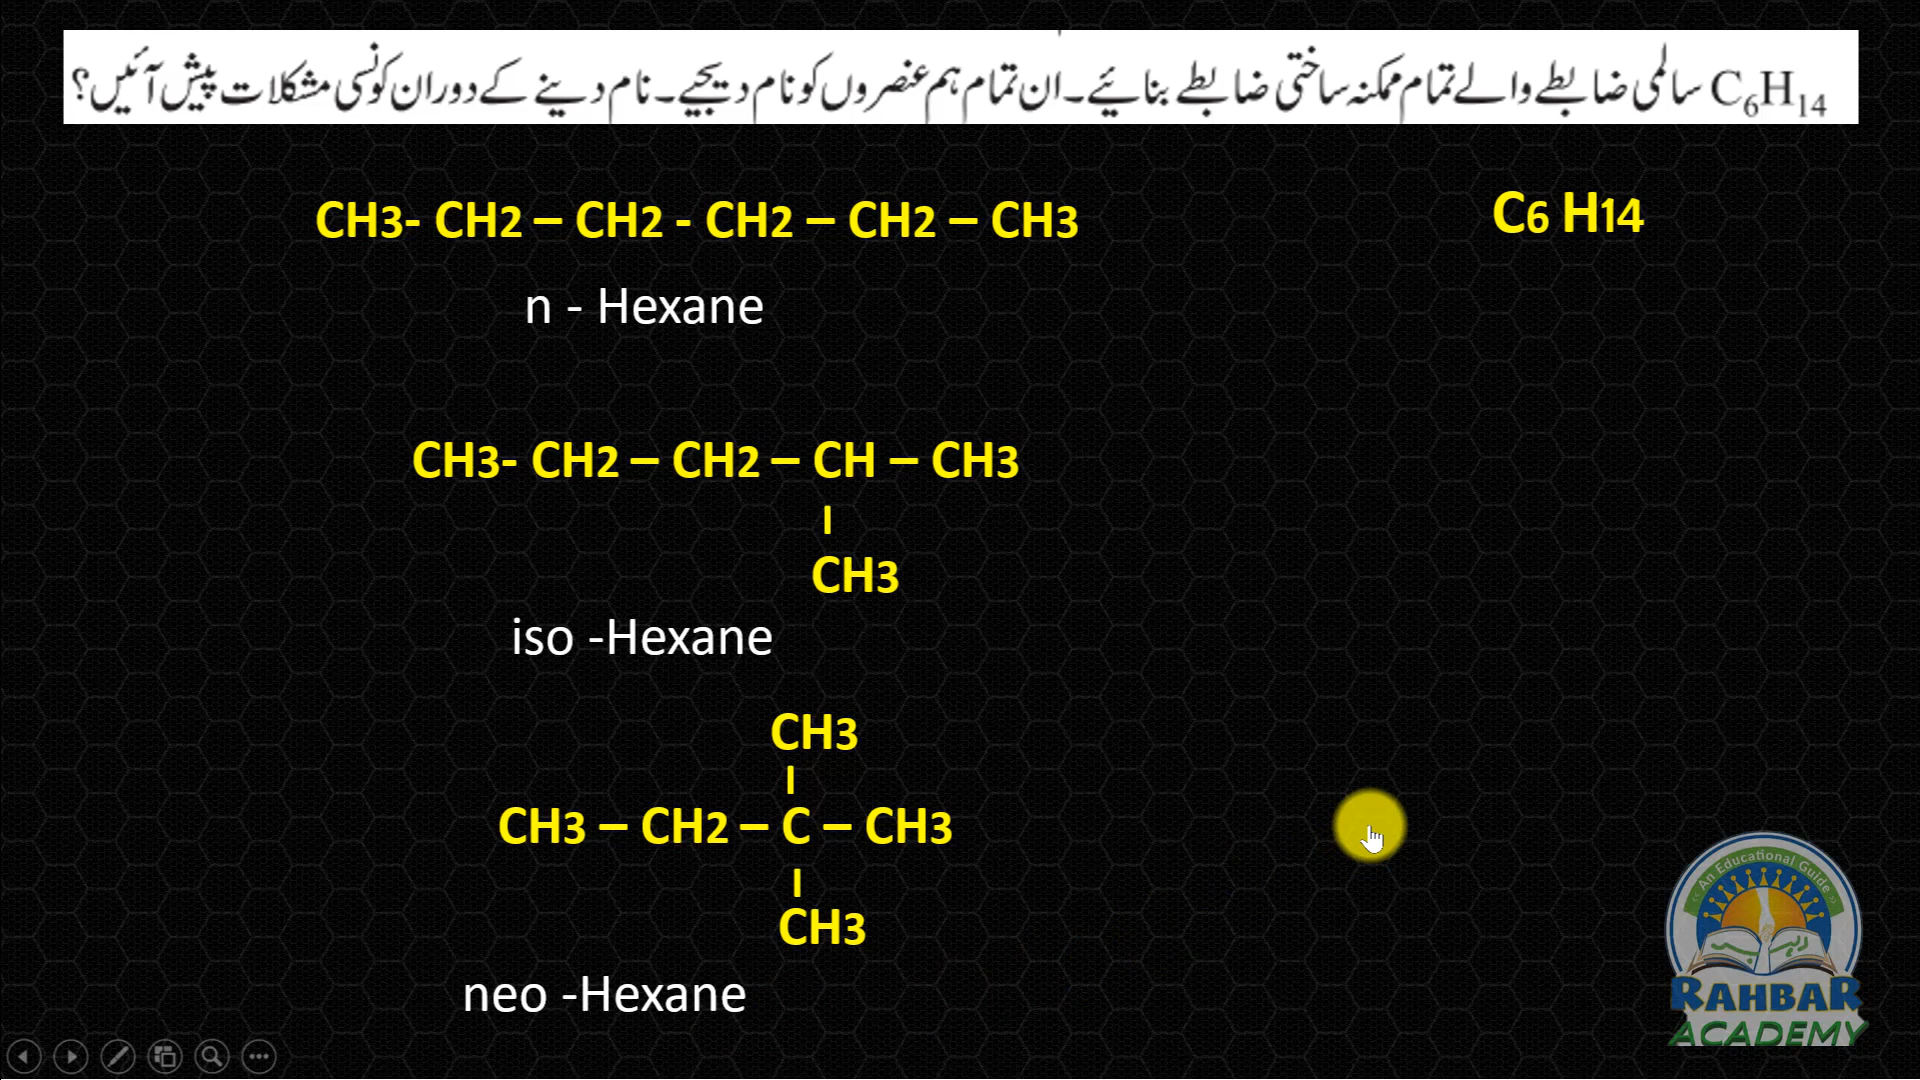 C6H14 سالمی ضابطے والے تمام ممکنہ ساختی ضابطے بنائیے۔ ان تمام ہم عنصروں کو نام دیجیے۔ نام دینے کے دوران کونسی مشکلات پیش آئیں؟
C6 H14
CH3- CH2 – CH2 - CH2 – CH2 – CH3
n - Hexane
CH3- CH2 – CH2 – CH – CH3
CH3
iso -Hexane
CH3
CH3 – CH2 – C – CH3
CH3
neo -Hexane
An Educational Guide
رہبر
RAHBAR
ACADEMY